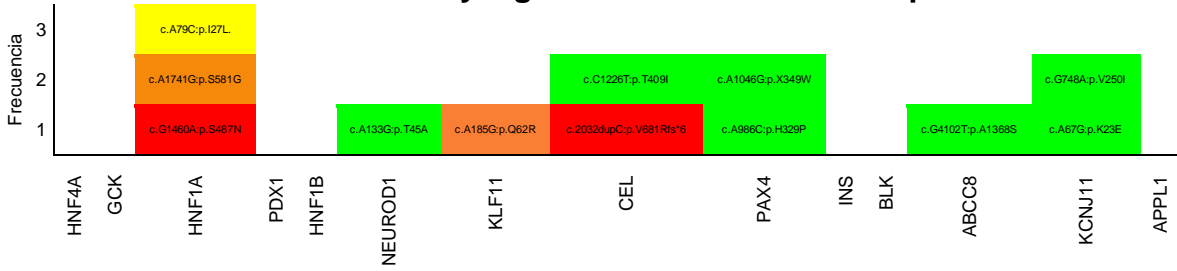 3
c.A79C:p.I27L.
2
c.A1741G:p.S581G
c.C1226T:p.T409I
c.A1046G:p.X349W
c.G748A:p.V250I
1
c.G1460A:p.S487N
c.A133G:p.T45A
c.A185G:p.Q62R
c.2032dupC:p.V681Rfs*6
c.A986C:p.H329P
c.G4102T:p.A1368S
c.A67G:p.K23E
Frecuencia
HNF4A
GCK
HNF1A
PDX1
HNF1B
NEUROD1
KLF11
CEL
PAX4
INS
BLK
ABCC8
KCNJ11
APPL1